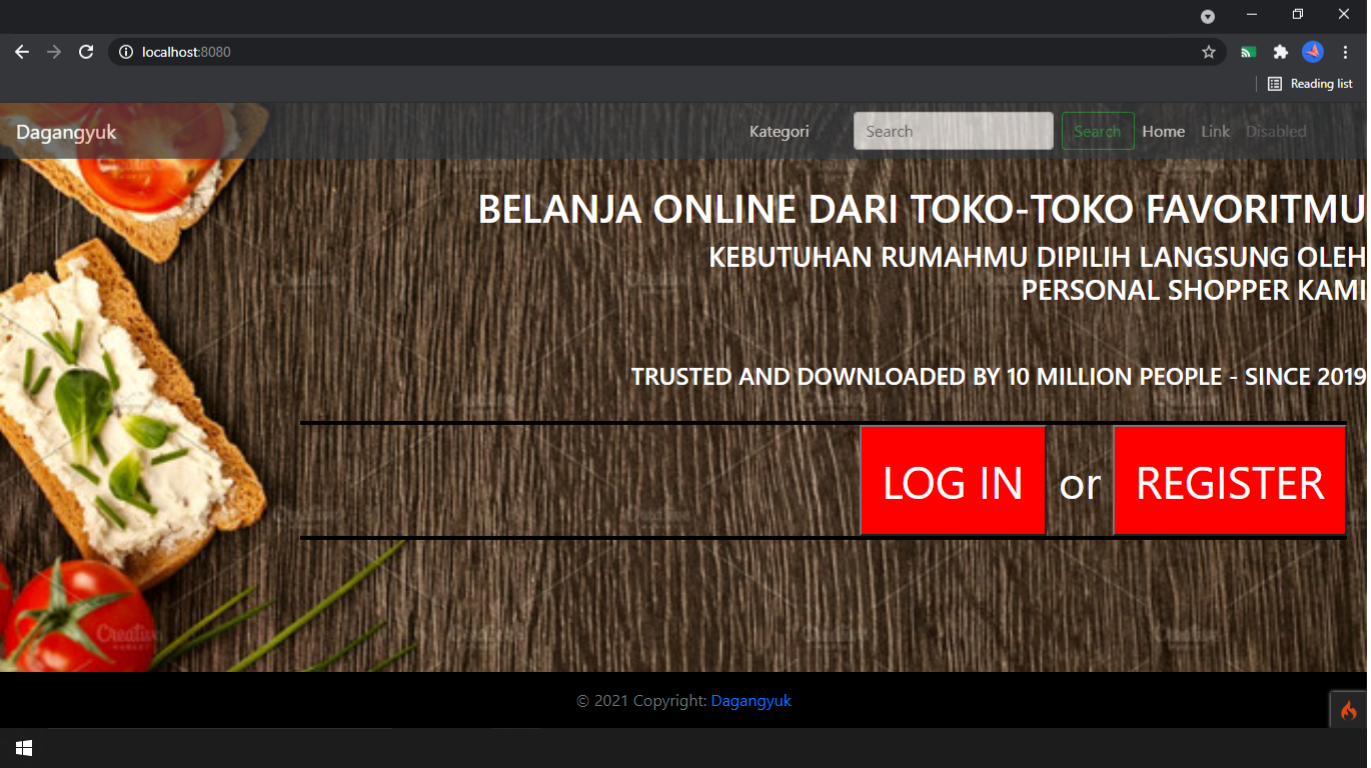 localhost:8080
Reading list
Dagangyuk
Kategori
Search
Search
Home
Link
Disabled
BELANJA ONLINE DARI TOKO-TOKO FAVORITMU
KEBUTUHAN RUMAHMU DIPILIH LANGSUNG OLEH
PERSONAL SHOPPER KAMI
TRUSTED AND DOWNLOADED BY 10 MILLION PEOPLE - SINCE 2019
LOG IN or REGISTER
Creative
MARKET
© 2021 Copyright: Dagangyuk